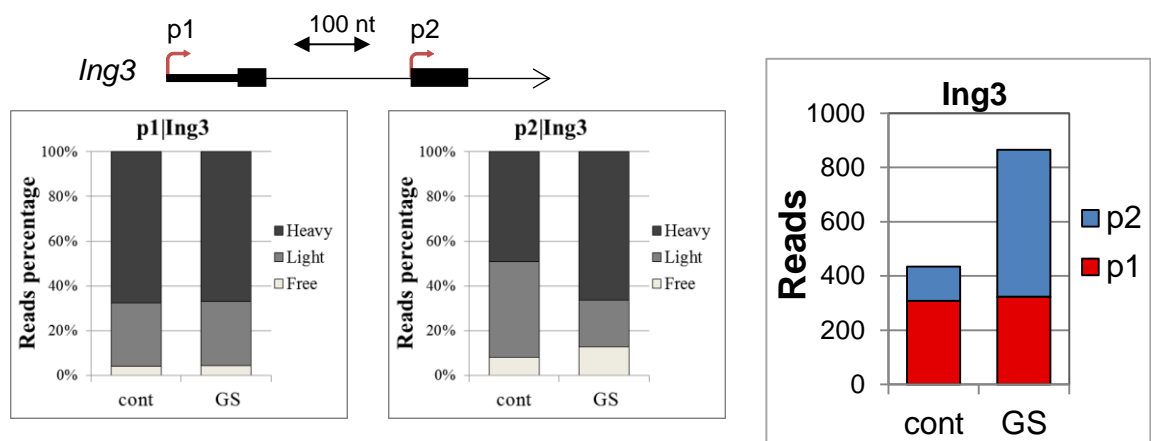 p1
100 nt
p2
Ing3
p1|Ing3
Reads percentage
100%
80%
60%
40%
20%
0%
cont
GS
Heavy
Light
Free
p2|Ing3
Reads percentage
100%
80%
60%
40%
20%
0%
cont
GS
Heavy
Light
Free
Ing3
Reads
1000
800
600
400
200
0
cont
GS
p2
p1